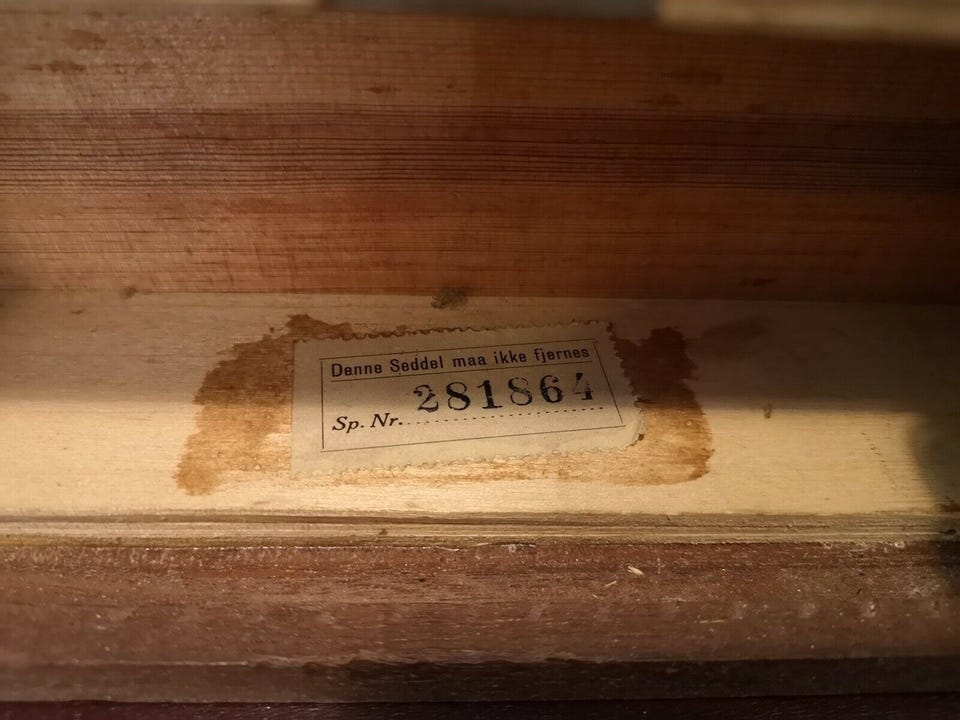 Denne Seddel maa ikke fjernes
Sp. Nr. 281864